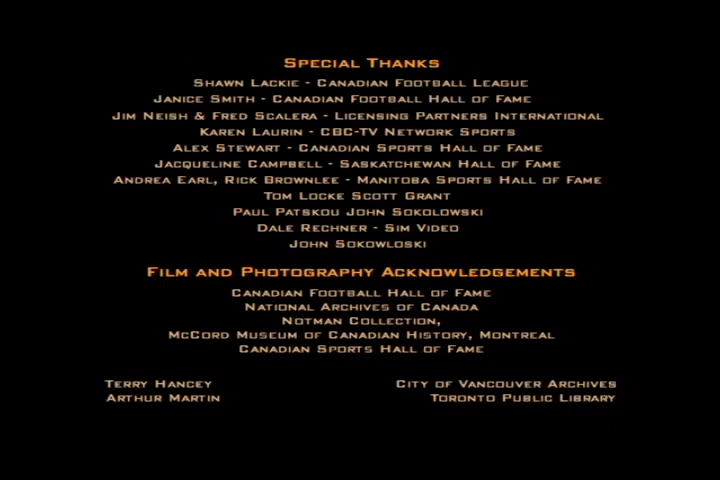 Special Thanks
Shawn Lackie - Canadian Football League
Janice Smith - Canadian Football Hall of Fame
Jim Neish & Fred Scalera - Licensing Partners International
Karen Laurin - CBC-TV Network Sports
Alex Stewart - Canadian Sports Hall of Fame
Jacqueline Campbell - Saskatchewan Hall of Fame
Andrea Earl, Rick Brownlee - Manitoba Sports Hall of Fame
Tom Locke Scott Grant
Paul Patskou John Sokolowski
Dale Rechner - Sim Video
John Sokowloski
Film and Photography Acknowledgements
Canadian Football Hall of Fame
National Archives of Canada
Notman Collection,
McCord Museum of Canadian History, Montreal
Canadian Sports Hall of Fame
Terry Hancey City of Vancouver Archives
Arthur Martin Toronto Public Library